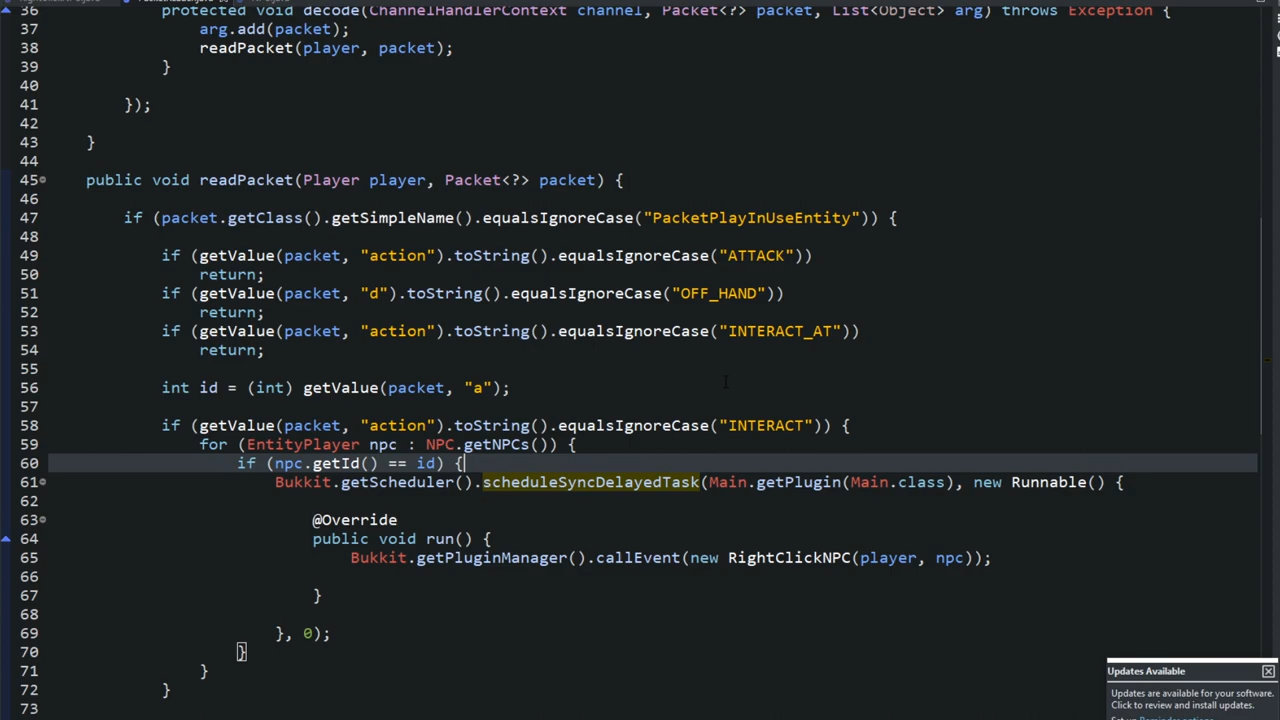 36 protected void decode(ChannelHandlerContext channel, Packet<?> packet, List<Object> arg) throws Exception {
37 arg.add(packet);
38 readPacket(player, packet);
39 }
40
41 });
42
43 }
44
45 public void readPacket(Player player, Packet<?> packet) {
46
47 if (packet.getClass().getSimpleName().equalsIgnoreCase("PacketPlayInUseEntity")) {
48
49 if (getValue(packet, "action").toString().equalsIgnoreCase("ATTACK"))
50 return;
51 if (getValue(packet, "d").toString().equalsIgnoreCase("OFF_HAND"))
52 return;
53 if (getValue(packet, "action").toString().equalsIgnoreCase("INTERACT_AT"))
54 return;
55
56 int id = (int) getValue(packet, "a");
57
58 if (getValue(packet, "action").toString().equalsIgnoreCase("INTERACT")) {
59 for (EntityPlayer npc : NPC.getNPCs()) {
60 if (npc.getId() == id) {
61 Bukkit.getScheduler().scheduleSyncDelayedTask(Main.getPlugin(Main.class), new Runnable() {
62
63 @Override
64 public void run() {
65 Bukkit.getPluginManager().callEvent(new RightClickNPC(player, npc));
66
67 }
68
69 }, 0);
70 }
71 }
72 }
73
Updates Available
Updates are available for your software.
Click to review and install updates.